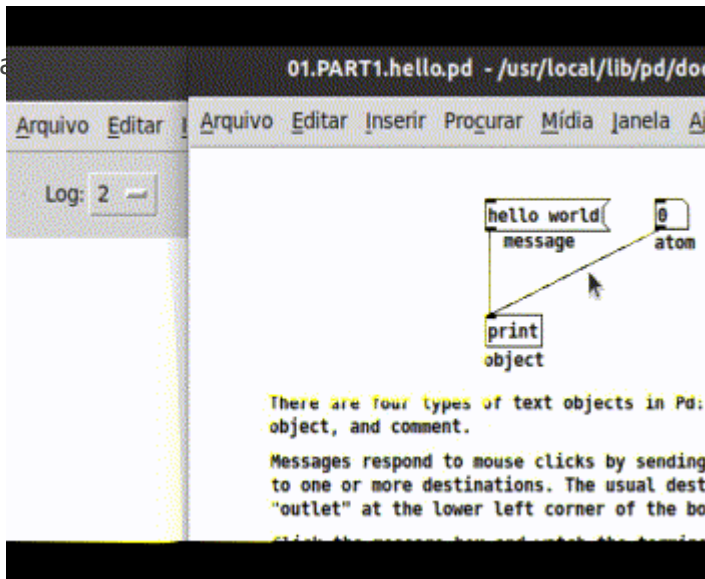 01.PART1.hello.pd - /usr/local/lib/pd/do
Arquivo Editar
Arquivo Editar Inserir Procurar Mídia Janela
Log: 2
hello world
0
message
atom
print
object
There are four types of text objects in Pd:
object, and comment.
Messages respond to mouse clicks by sending
to one or more destinations. The usual dest
"outlet" at the lower left corner of the bo